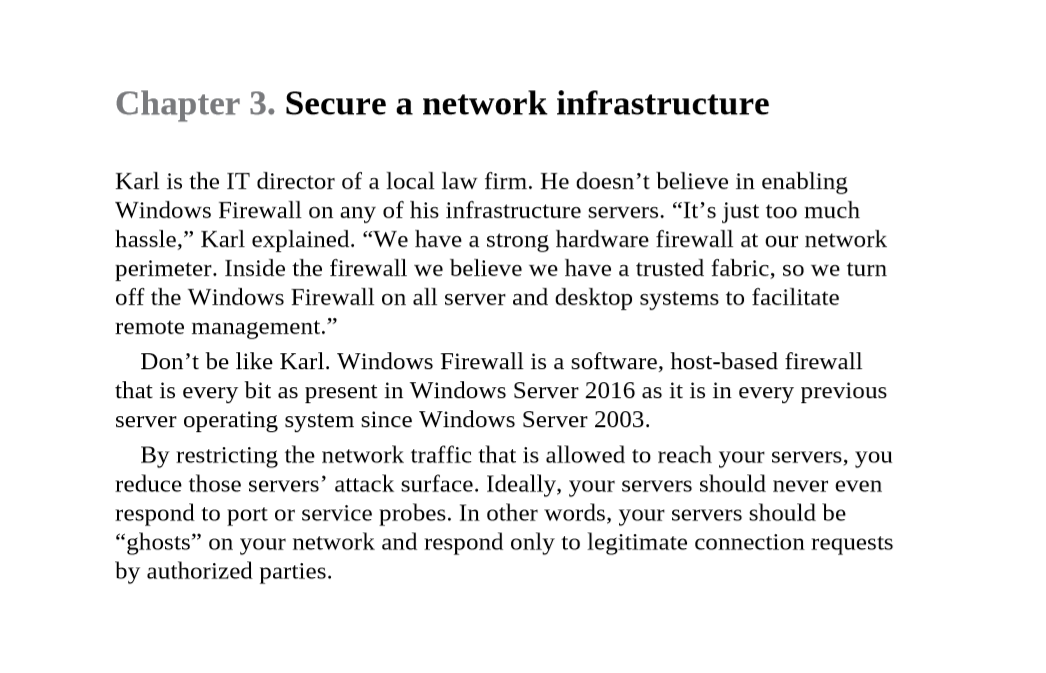 Chapter 3. Secure a network infrastructure
Karl is the IT director of a local law firm. He doesn’t believe in enabling
Windows Firewall on any of his infrastructure servers. “It’s just too much
hassle,” Karl explained. “We have a strong hardware firewall at our network
perimeter. Inside the firewall we believe we have a trusted fabric, so we turn
off the Windows Firewall on all server and desktop systems to facilitate
remote management.”
Don’t be like Karl. Windows Firewall is a software, host-based firewall
that is every bit as present in Windows Server 2016 as it is in every previous
server operating system since Windows Server 2003.
By restricting the network traffic that is allowed to reach your servers, you
reduce those servers’ attack surface. Ideally, your servers should never even
respond to port or service probes. In other words, your servers should be
“ghosts” on your network and respond only to legitimate connection requests
by authorized parties.